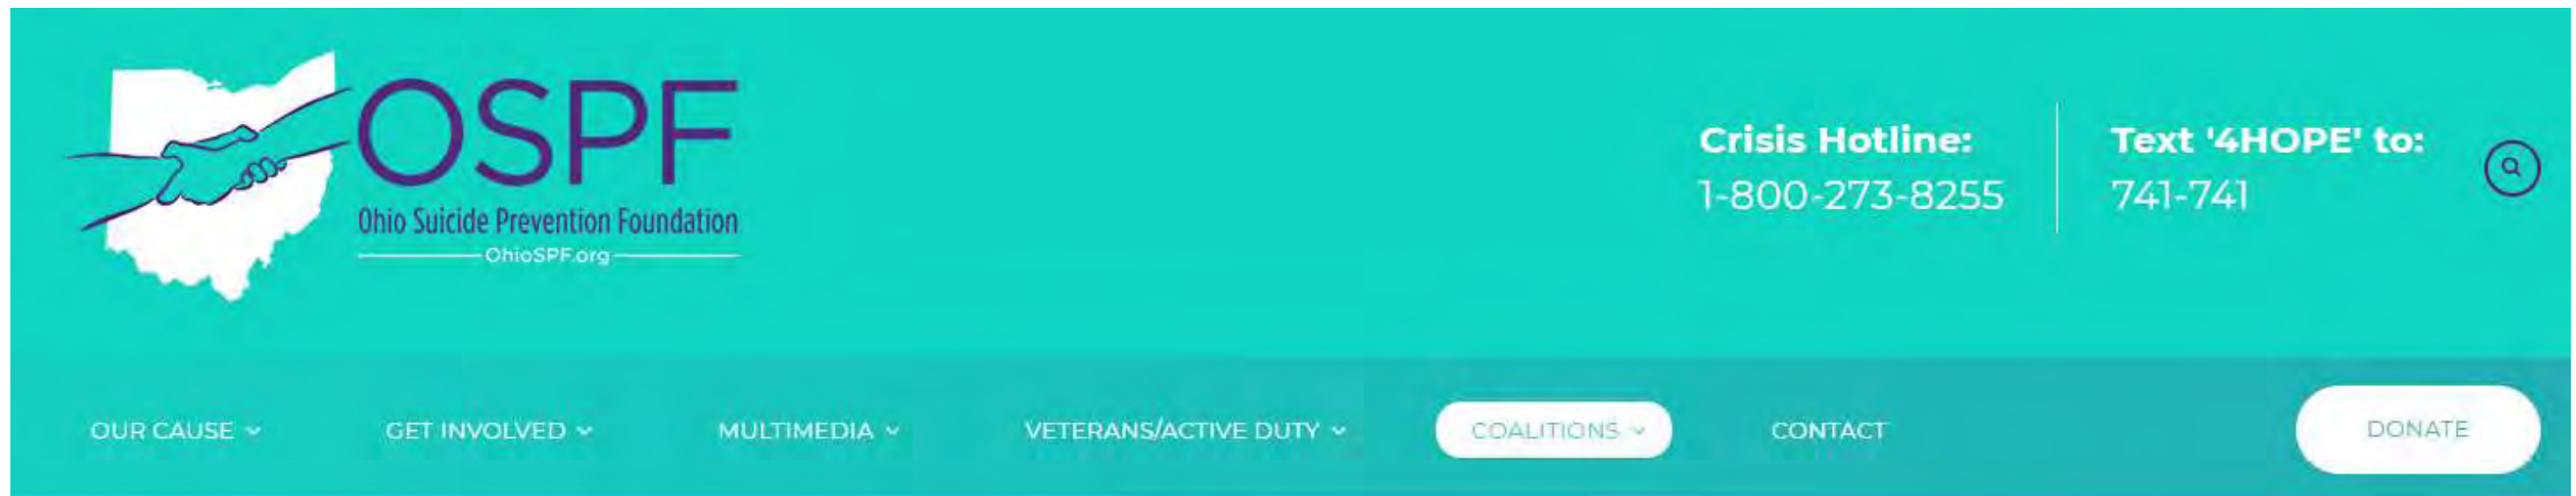 OSPF
Ohio Suicide Prevention Foundation
OhioSPF.org
Crisis Hotline:
1-800-273-8255
Text '4HOPE' to:
741-741
OUR CAUSE GET INVOLVED MULTIMEDIA VETERANS/ACTIVE DUTY COALITIONS CONTACT DONATE